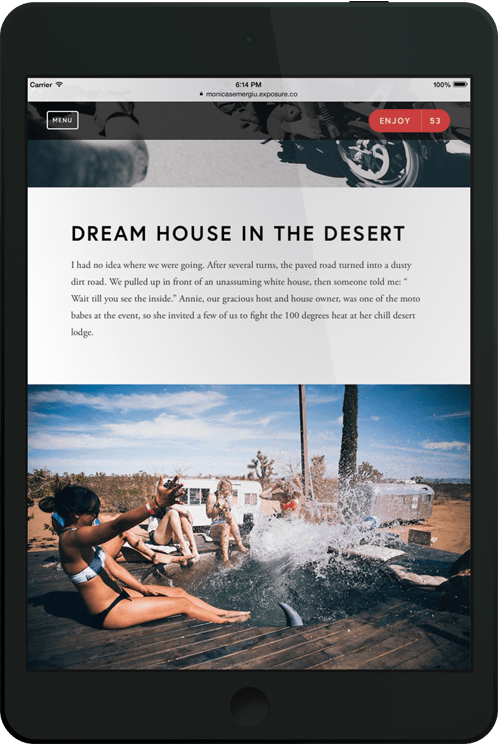 Carrier 6:14 PM 100%
monicasemergiu.exposure.co
MENU ENJOY 53
DREAM HOUSE IN THE DESERT
I had no idea where we were going. After several turns, the paved road turned into a dusty
dirt road. We pulled up in front of an unassuming white house, then someone told me: “
Wait till you see the inside.” Annie, our gracious host and house owner, was one of the moto
babes at the event, so she invited a few of us to fight the 100 degrees heat at her chill desert
lodge.